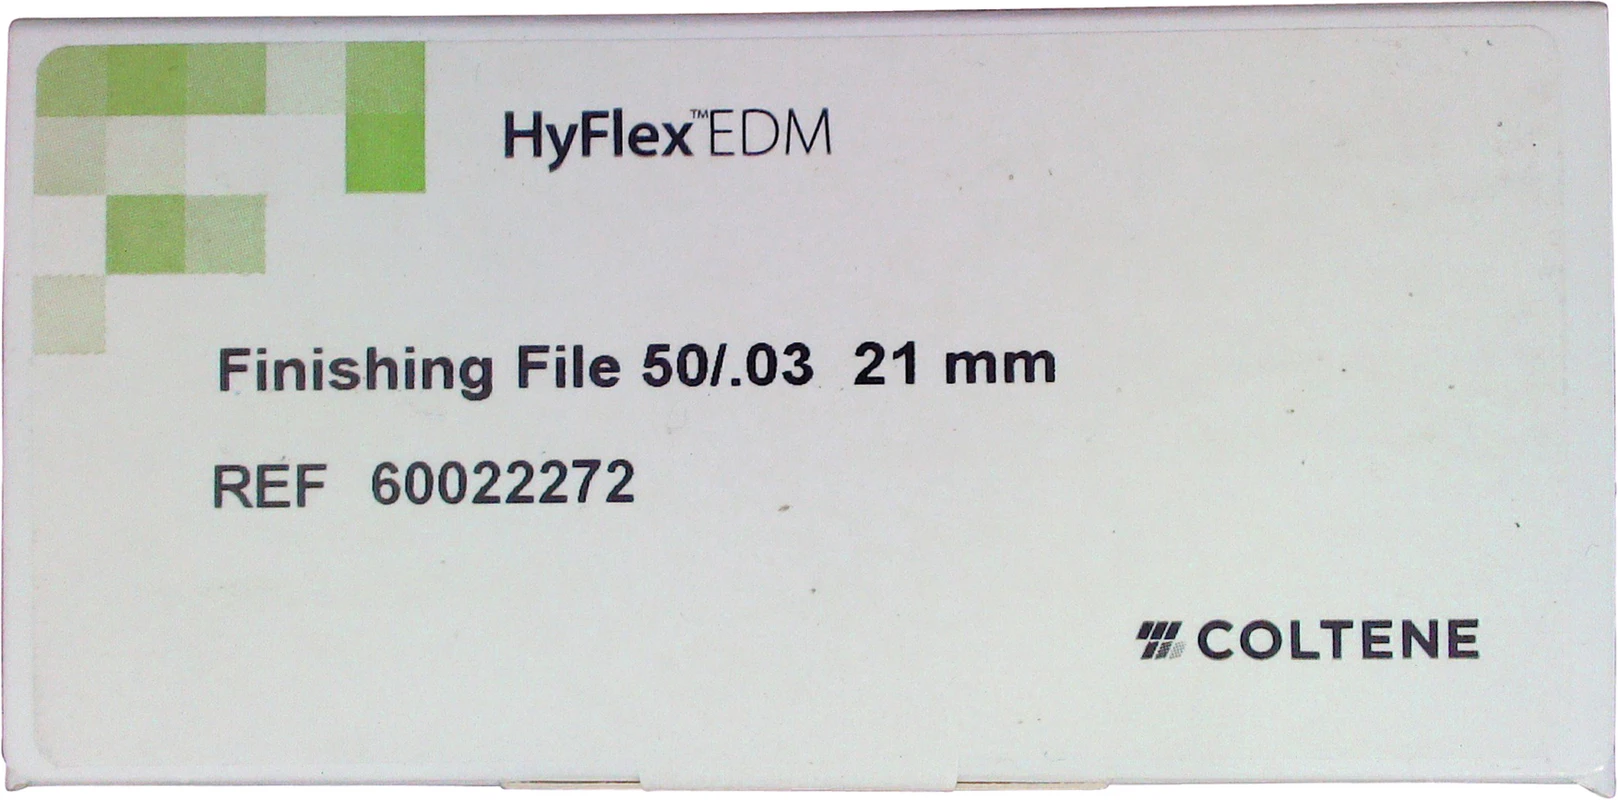 HyFlex™EDM
Finishing File 50/.03 21 mm
REF 60022272
COLTENE